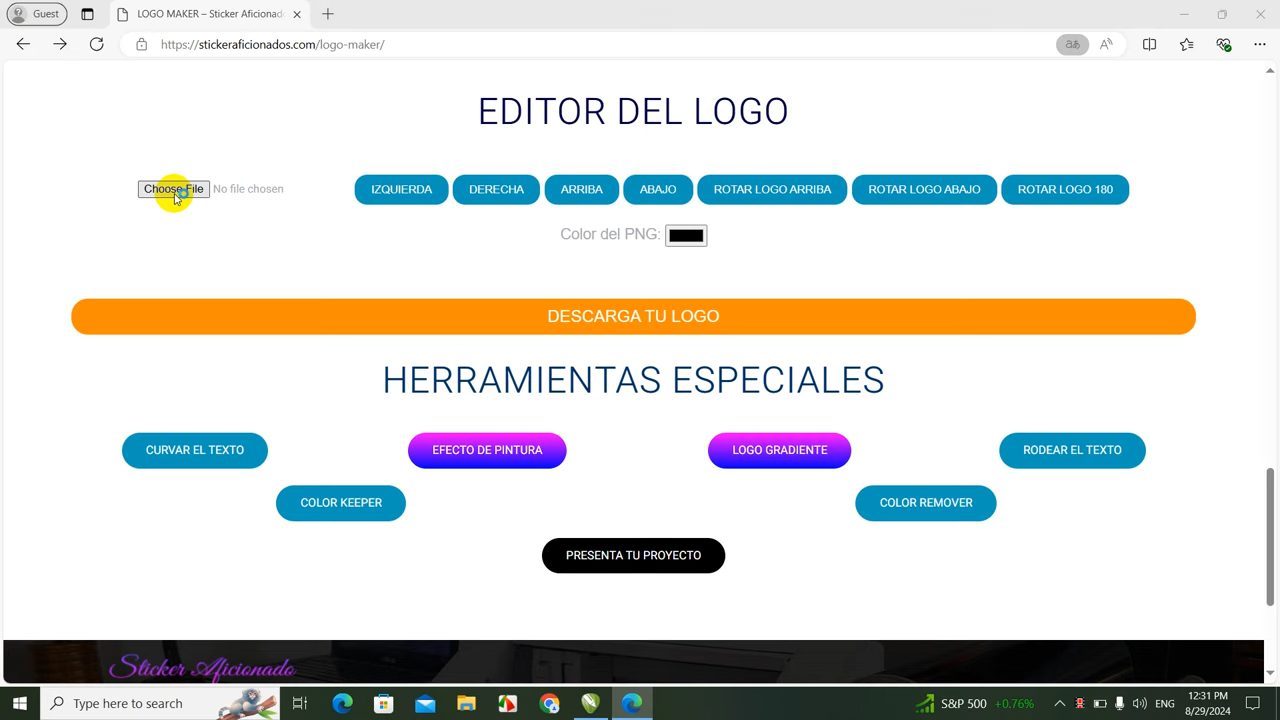 Guest
LOGO MAKER – Sticker Aficionado
https://stickeraficionados.com/logo-maker/
EDITOR DEL LOGO
Choose File No file chosen
IZQUIERDA DERECHA ARRIBA ABAJO ROTAR LOGO ARRIBA ROTAR LOGO ABAJO ROTAR LOGO 180
Color del PNG:
DESCARGA TU LOGO
HERRAMIENTAS ESPECIALES
CURVAR EL TEXTO EFECTO DE PINTURA LOGO GRADIENTE RODEAR EL TEXTO
COLOR KEEPER COLOR REMOVER
PRESENTA TU PROYECTO
Sticker Aficionado
Type here to search
S&P 500 +0.76% ENG
12:31 PM
8/29/2024